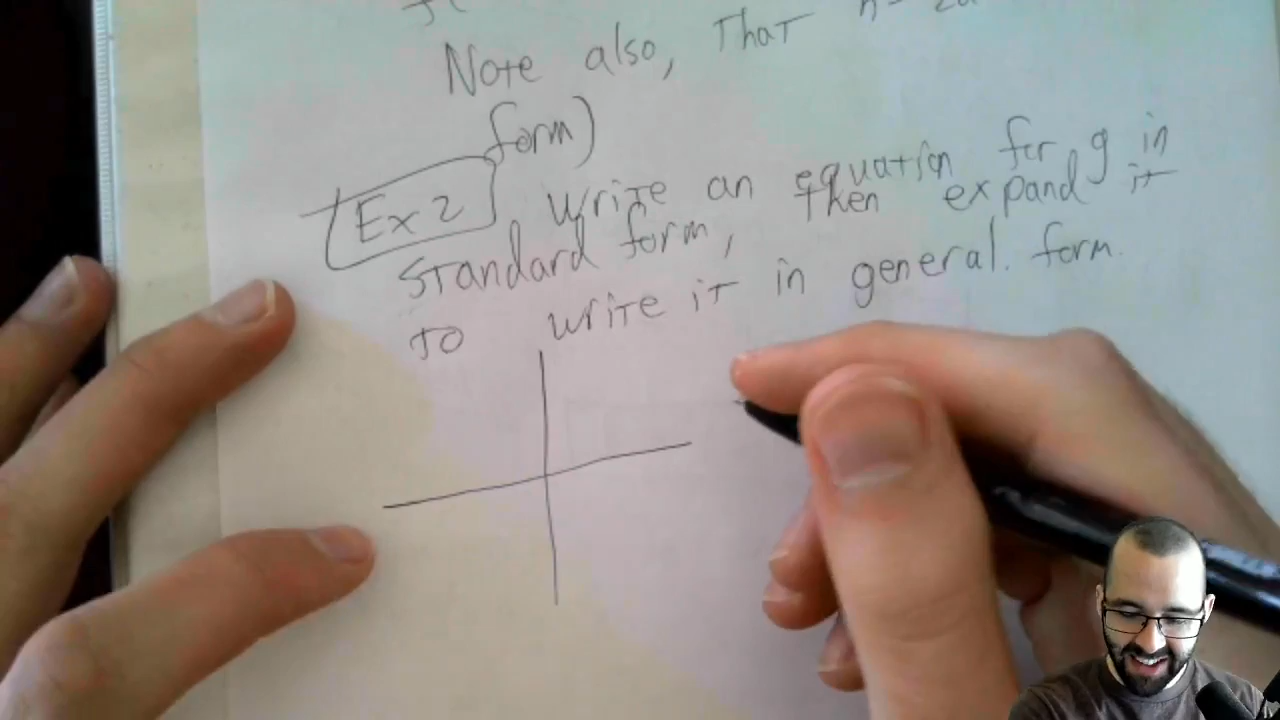 Note also, That h = 2a
form)
Ex 2 Write an equation for g in
standard form, Then expand it
to write it in general form.